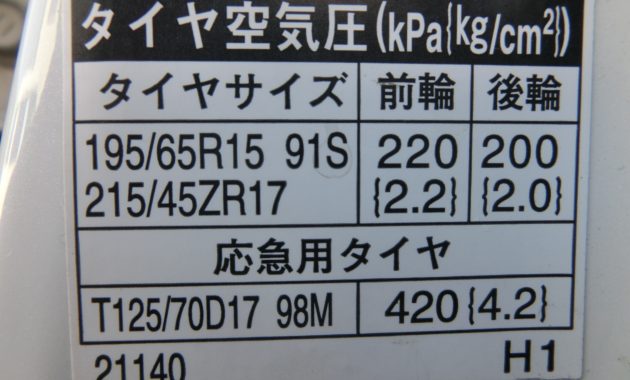 タイヤ空気圧(kPa{kg/cm²})
タイヤサイズ 前輪 後輪
195/65R15 91S 220 200
215/45ZR17 {2.2} {2.0}
応急用タイヤ
T125/70D17 98M 420{4.2}
21140 H1